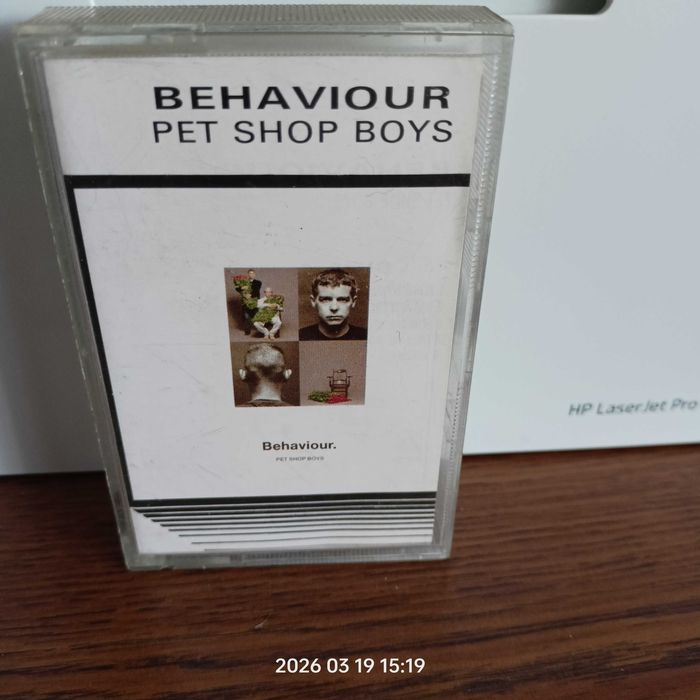 BEHAVIOUR
PET SHOP BOYS
Behaviour.
PET SHOP BOYS
HP LaserJet Pro
2026 03 19 15:19